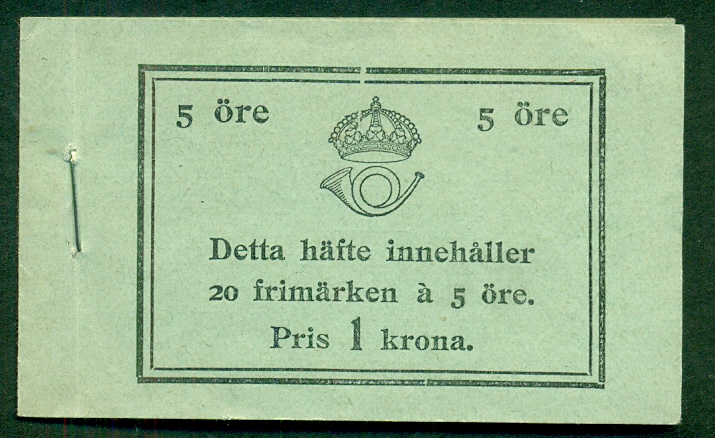 5 öre 5 öre
Detta häfte innehåller
20 frimärken à 5 öre.
Pris 1 krona.